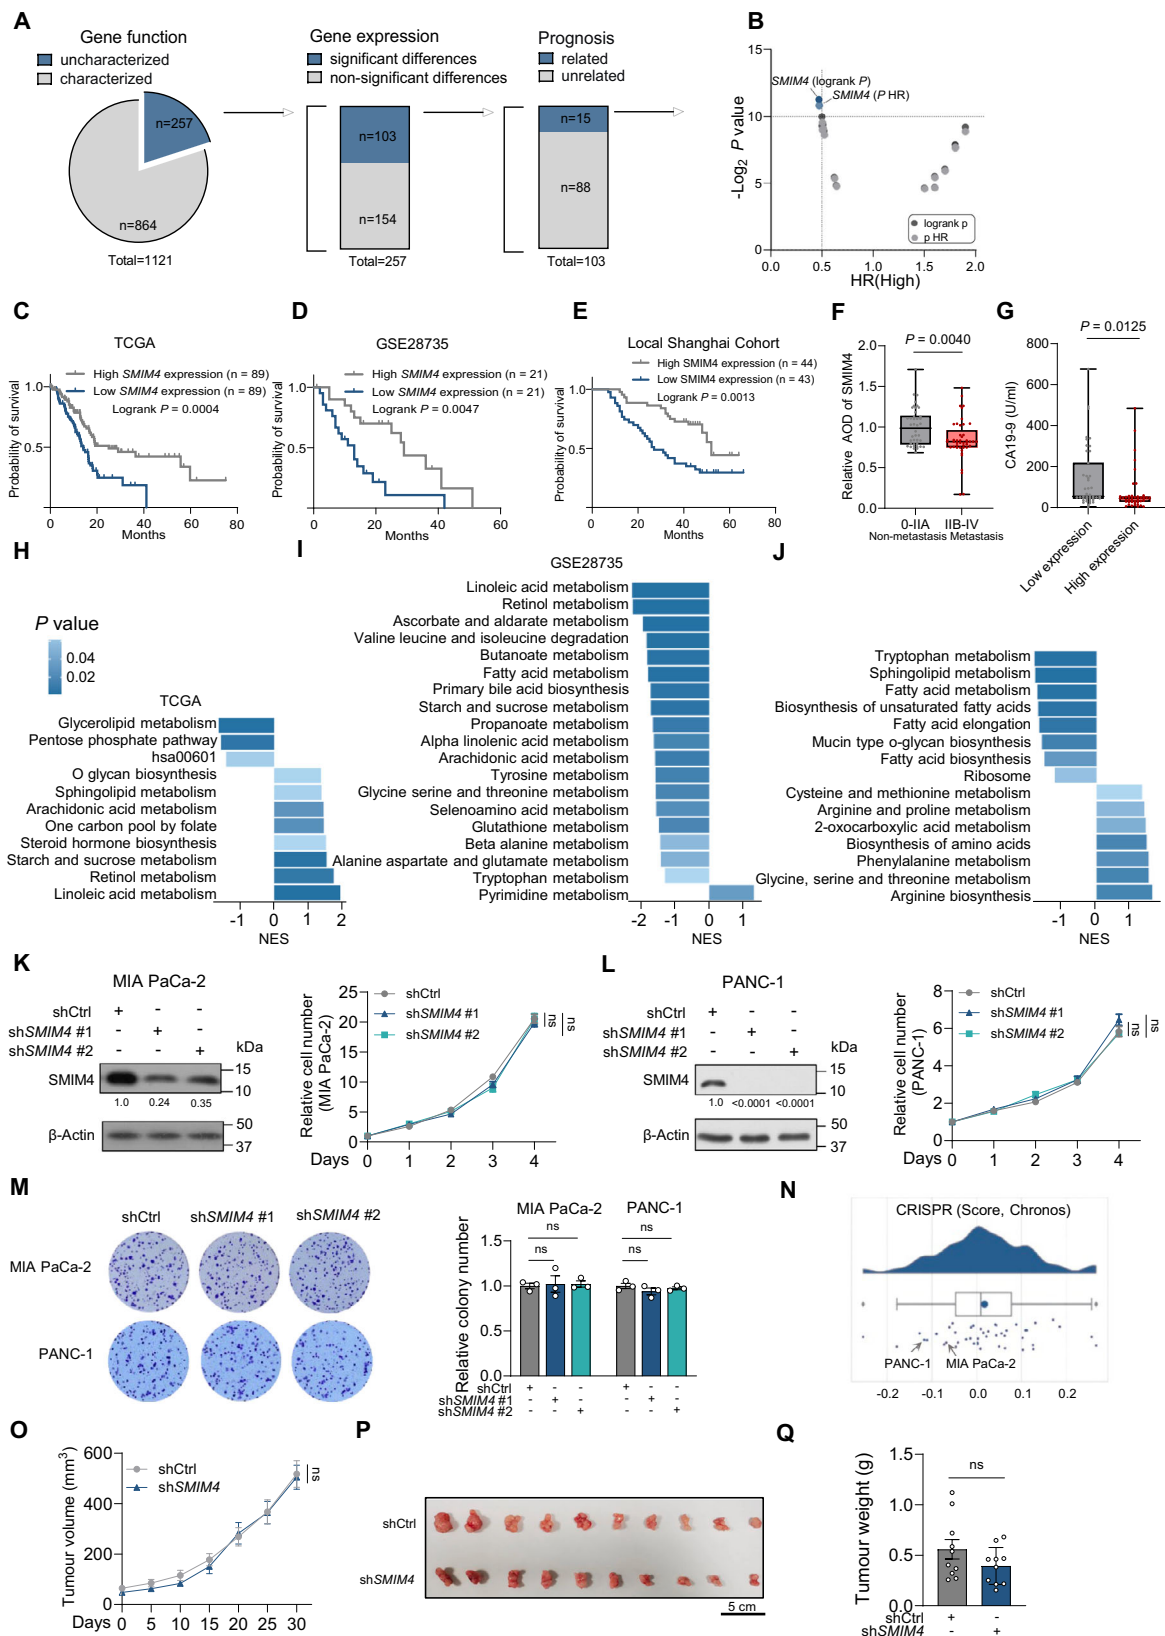 A
Gene function
uncharacterized
characterized
n=257
n=864
Total=1121
Gene expression
significant differences
non-significant differences
n=103
n=154
Total=257
Prognosis
related
unrelated
n=15
n=88
Total=103
B
15
10
5
0
-Log2 P value
SMIM4 (logrank P)
SMIM4 (P HR)
logrank p
p HR
0.0 0.5 1.0 1.5 2.0
HR(High)
C
TCGA
High SMIM4 expression (n = 89)
Low SMIM4 expression (n = 89)
Logrank P = 0.0004
Probability of survival
1.0
0.5
0 20 40 60 80
Months
D
GSE28735
High SMIM4 expression (n = 21)
Low SMIM4 expression (n = 21)
Logrank P = 0.0047
Probability of survival
1.0
0.5
0 20 40 60
Months
E
Local Shanghai Cohort
High SMIM4 expression (n = 44)
Low SMIM4 expression (n = 43)
Logrank P = 0.0013
Probability of survival
1.0
0.5
0 20 40 60 80
Months
F
P = 0.0040
Relative AOD of SMIM4
2.0
1.5
1.0
0.5
0.0
0-IIA IIB-IV
Non-metastasis Metastasis
G
P = 0.0125
CA19-9 (U/ml)
800
600
400
200
0
Low expression
High expression
H
P value
0.04
0.02
TCGA
Glycerolipid metabolism
Pentose phosphate pathway
hsa00601
O glycan biosynthesis
Sphingolipid metabolism
Arachidonic acid metabolism
One carbon pool by folate
Steroid hormone biosynthesis
Starch and sucrose metabolism
Retinol metabolism
Linoleic acid metabolism
-1 0 1 2
NES
I
GSE28735
Linoleic acid metabolism
Retinol metabolism
Ascorbate and aldarate metabolism
Valine leucine and isoleucine degradation
Butanoate metabolism
Fatty acid metabolism
Primary bile acid biosynthesis
Starch and sucrose metabolism
Propanoate metabolism
Alpha linolenic acid metabolism
Arachidonic acid metabolism
Tyrosine metabolism
Glycine serine and threonine metabolism
Selenoamino acid metabolism
Glutathione metabolism
Beta alanine metabolism
Alanine aspartate and glutamate metabolism
Tryptophan metabolism
Pyrimidine metabolism
-2 -1 0 1
NES
J
Tryptophan metabolism
Sphingolipid metabolism
Fatty acid metabolism
Biosynthesis of unsaturated fatty acids
Fatty acid elongation
Mucin type o-glycan biosynthesis
Fatty acid biosynthesis
Ribosome
Cysteine and methionine metabolism
Arginine and proline metabolism
2-oxocarboxylic acid metabolism
Biosynthesis of amino acids
Phenylalanine metabolism
Glycine, serine and threonine metabolism
Arginine biosynthesis
-1 0 1
NES
K
MIA PaCa-2
shCtrl + - -
shSMIM4 #1 - + -
shSMIM4 #2 - - +
kDa
SMIM4
15
10
1.0 0.24 0.35
β-Actin
50
37
Relative cell number
(MIA PaCa-2)
25
20
15
10
5
0
shCtrl
shSMIM4 #1
shSMIM4 #2
ns
ns
Days 0 1 2 3 4
L
PANC-1
shCtrl + - -
shSMIM4 #1 - + -
shSMIM4 #2 - - +
kDa
SMIM4
15
10
1.0 <0.0001 <0.0001
β-Actin
50
37
Relative cell number
(PANC-1)
8
6
4
2
0
shCtrl
shSMIM4 #1
shSMIM4 #2
ns
ns
Days 0 1 2 3 4
M
shCtrl shSMIM4 #1 shSMIM4 #2
MIA PaCa-2
PANC-1
MIA PaCa-2 PANC-1
ns ns
ns ns
Relative colony number
1.5
1.0
0.5
0.0
shCtrl + - - + - -
shSMIM4 #1 - + - - + -
shSMIM4 #2 - - + - - +
N
CRISPR (Score, Chronos)
PANC-1
MIA PaCa-2
-0.2 -0.1 0.0 0.1 0.2
O
Tumour volume (mm3)
600
400
200
0
shCtrl
shSMIM4
ns
Days 0 5 10 15 20 25 30
P
shCtrl
shSMIM4
5 cm
Q
Tumour weight (g)
1.5
1.0
0.5
0.0
ns
shCtrl + -
shSMIM4 - +